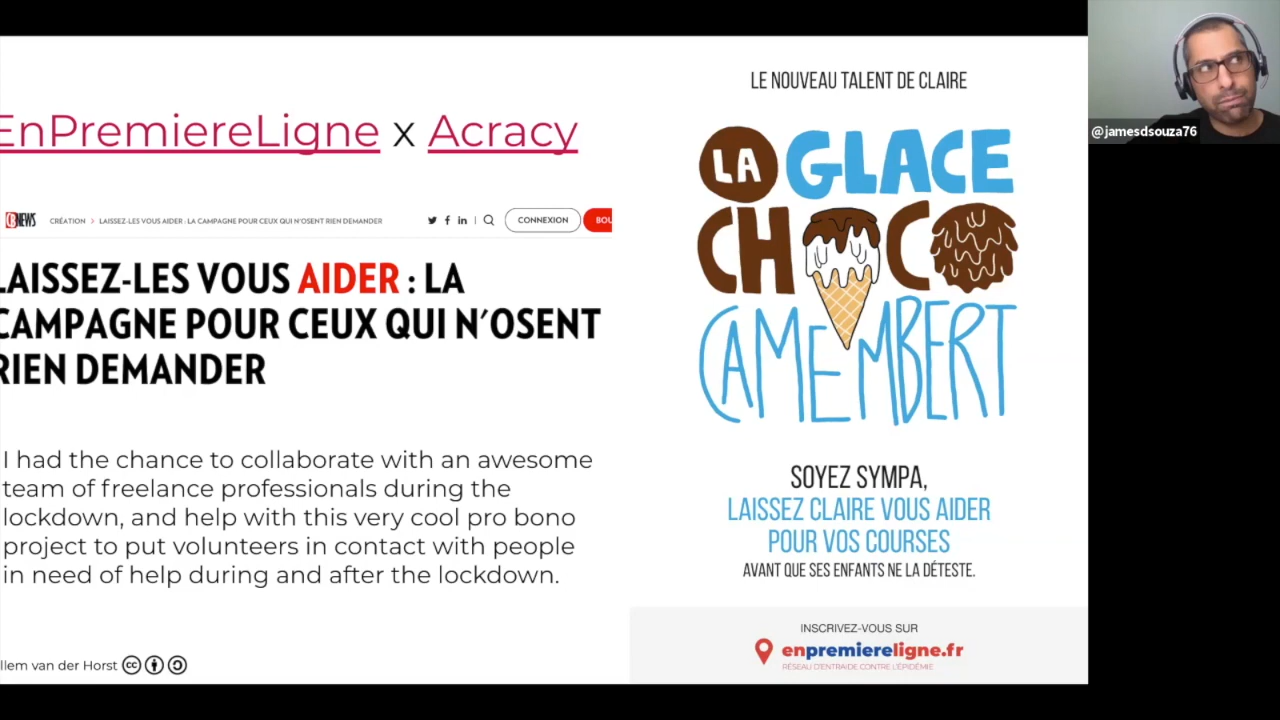 EnPremiereLigne x Acracy
CBNEWS CRÉATION > LAISSEZ-LES VOUS AIDER : LA CAMPAGNE POUR CEUX QUI N'OSENT RIEN DEMANDER
CONNEXION
BOU
LAISSEZ-LES VOUS AIDER : LA
CAMPAGNE POUR CEUX QUI N'OSENT
RIEN DEMANDER
I had the chance to collaborate with an awesome
team of freelance professionals during the
lockdown, and help with this very cool pro bono
project to put volunteers in contact with people
in need of help during and after the lockdown.
llem van der Horst
cc
LE NOUVEAU TALENT DE CLAIRE
LA GLACE
CHOCO
CAMEMBERT
SOYEZ SYMPA,
LAISSEZ CLAIRE VOUS AIDER
POUR VOS COURSES
AVANT QUE SES ENFANTS NE LA DÉTESTE.
INSCRIVEZ-VOUS SUR
enpremiereligne.fr
RÉSEAU D'ENTRAIDE CONTRE L'ÉPIDÉMIE
@jamesdsouza76